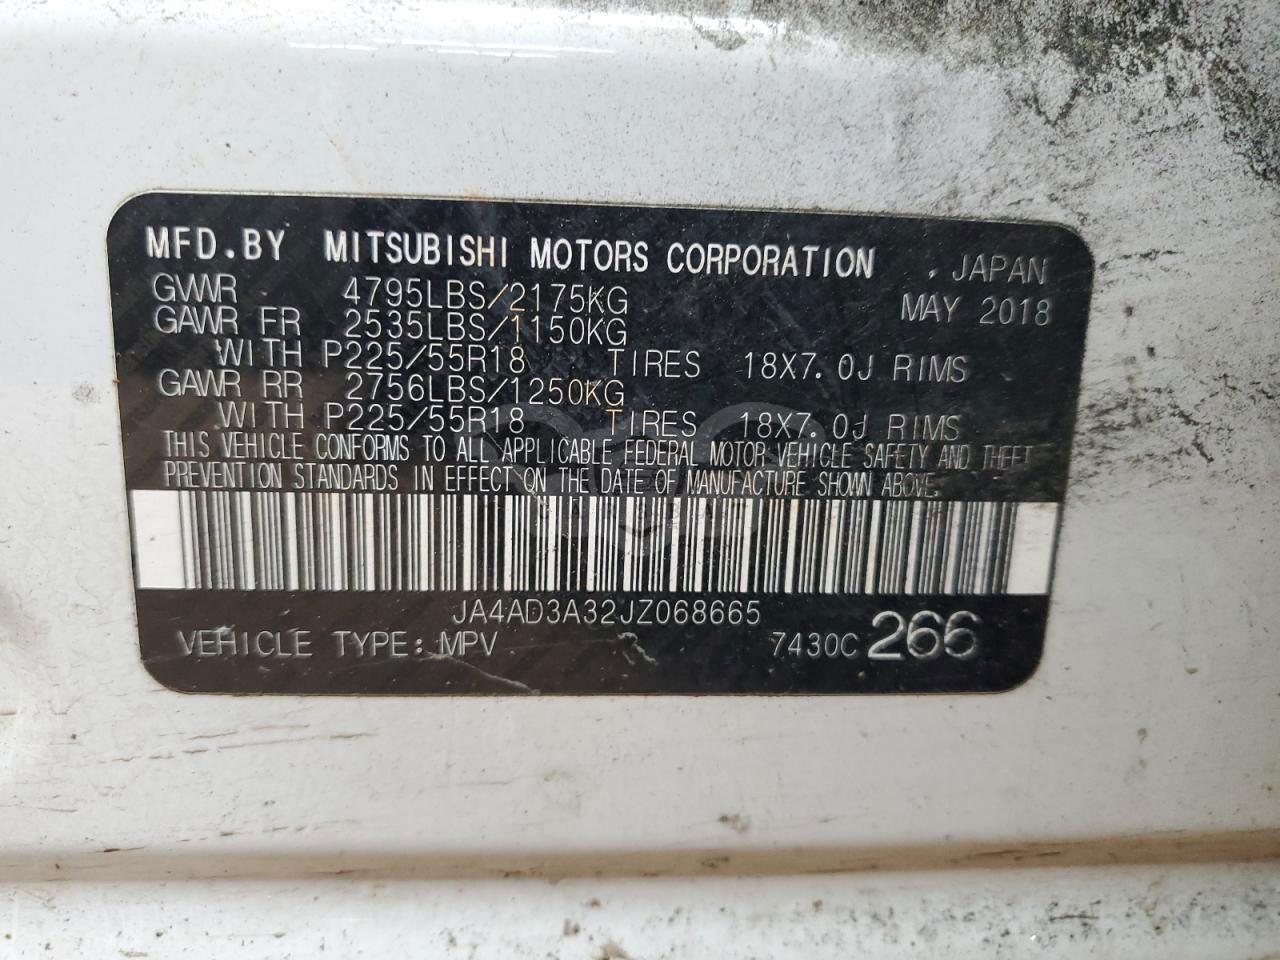 MFD.BY MITSUBISHI MOTORS CORPORATION . JAPAN
GVWR 4795LBS/2175KG MAY 2018
GAWR FR 2535LBS/1150KG
WITH P225/55R18 TIRES 18X7.0J RIMS
GAWR RR 2756LBS/1250KG
WITH P225/55R18 TIRES 18X7.0J RIMS
THIS VEHICLE CONFORMS TO ALL APPLICABLE FEDERAL MOTOR VEHICLE SAFETY AND THEFT
PREVENTION STANDARDS IN EFFECT ON THE DATE OF MANUFACTURE SHOWN ABOVE.
JA4AD3A32JZ068665
VEHICLE TYPE: MPV 7430C 266